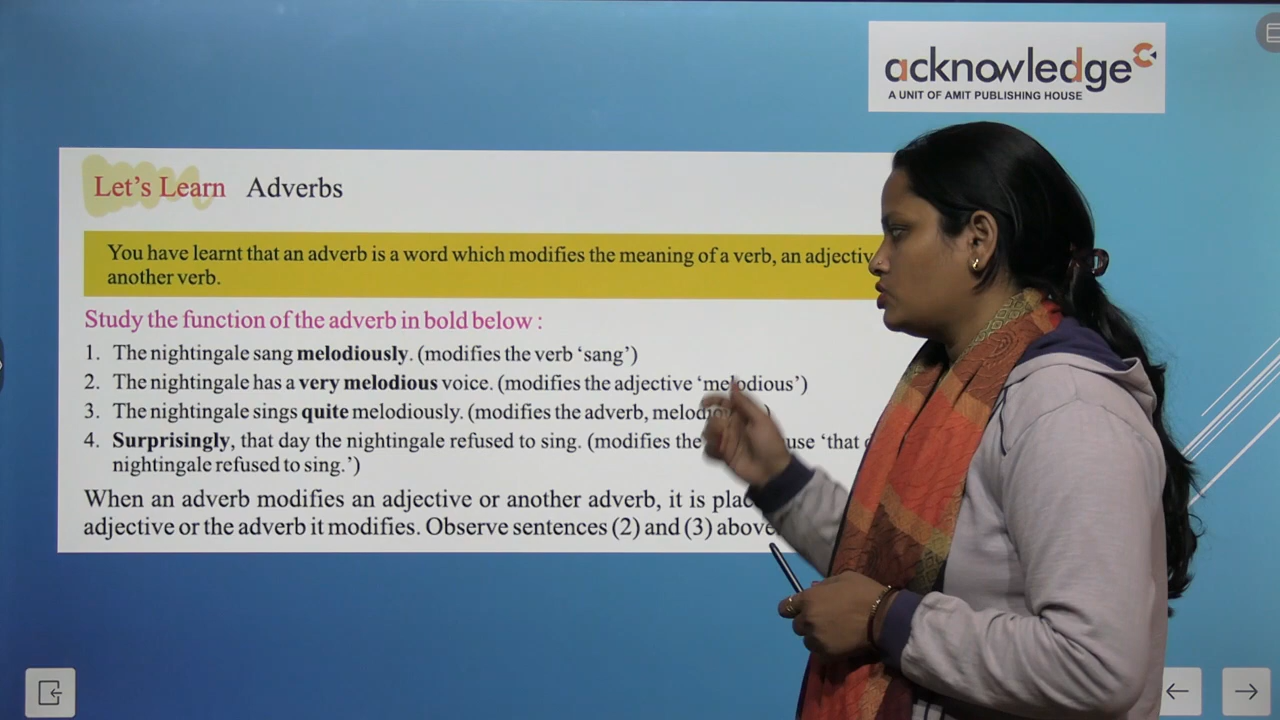 acknowledge
A UNIT OF AMIT PUBLISHING HOUSE
Let's Learn Adverbs
You have learnt that an adverb is a word which modifies the meaning of a verb, an
another verb.
Study the function of the adverb in bold below :
1. The nightingale sang melodiously. (modifies the verb ‘sang’)
2. The nightingale has a very melodious voice. (modifies the adjective ‘melodious’)
3. The nightingale sings quite melodiously. (modifies the adverb,
4. Surprisingly, that day the nightingale refused to sing. (modifies the ‘that
nightingale refused to sing.’)
When an adverb modifies an adjective or another adverb, it is
adjective or the adverb it modifies. Observe sentences (2) and (3) above